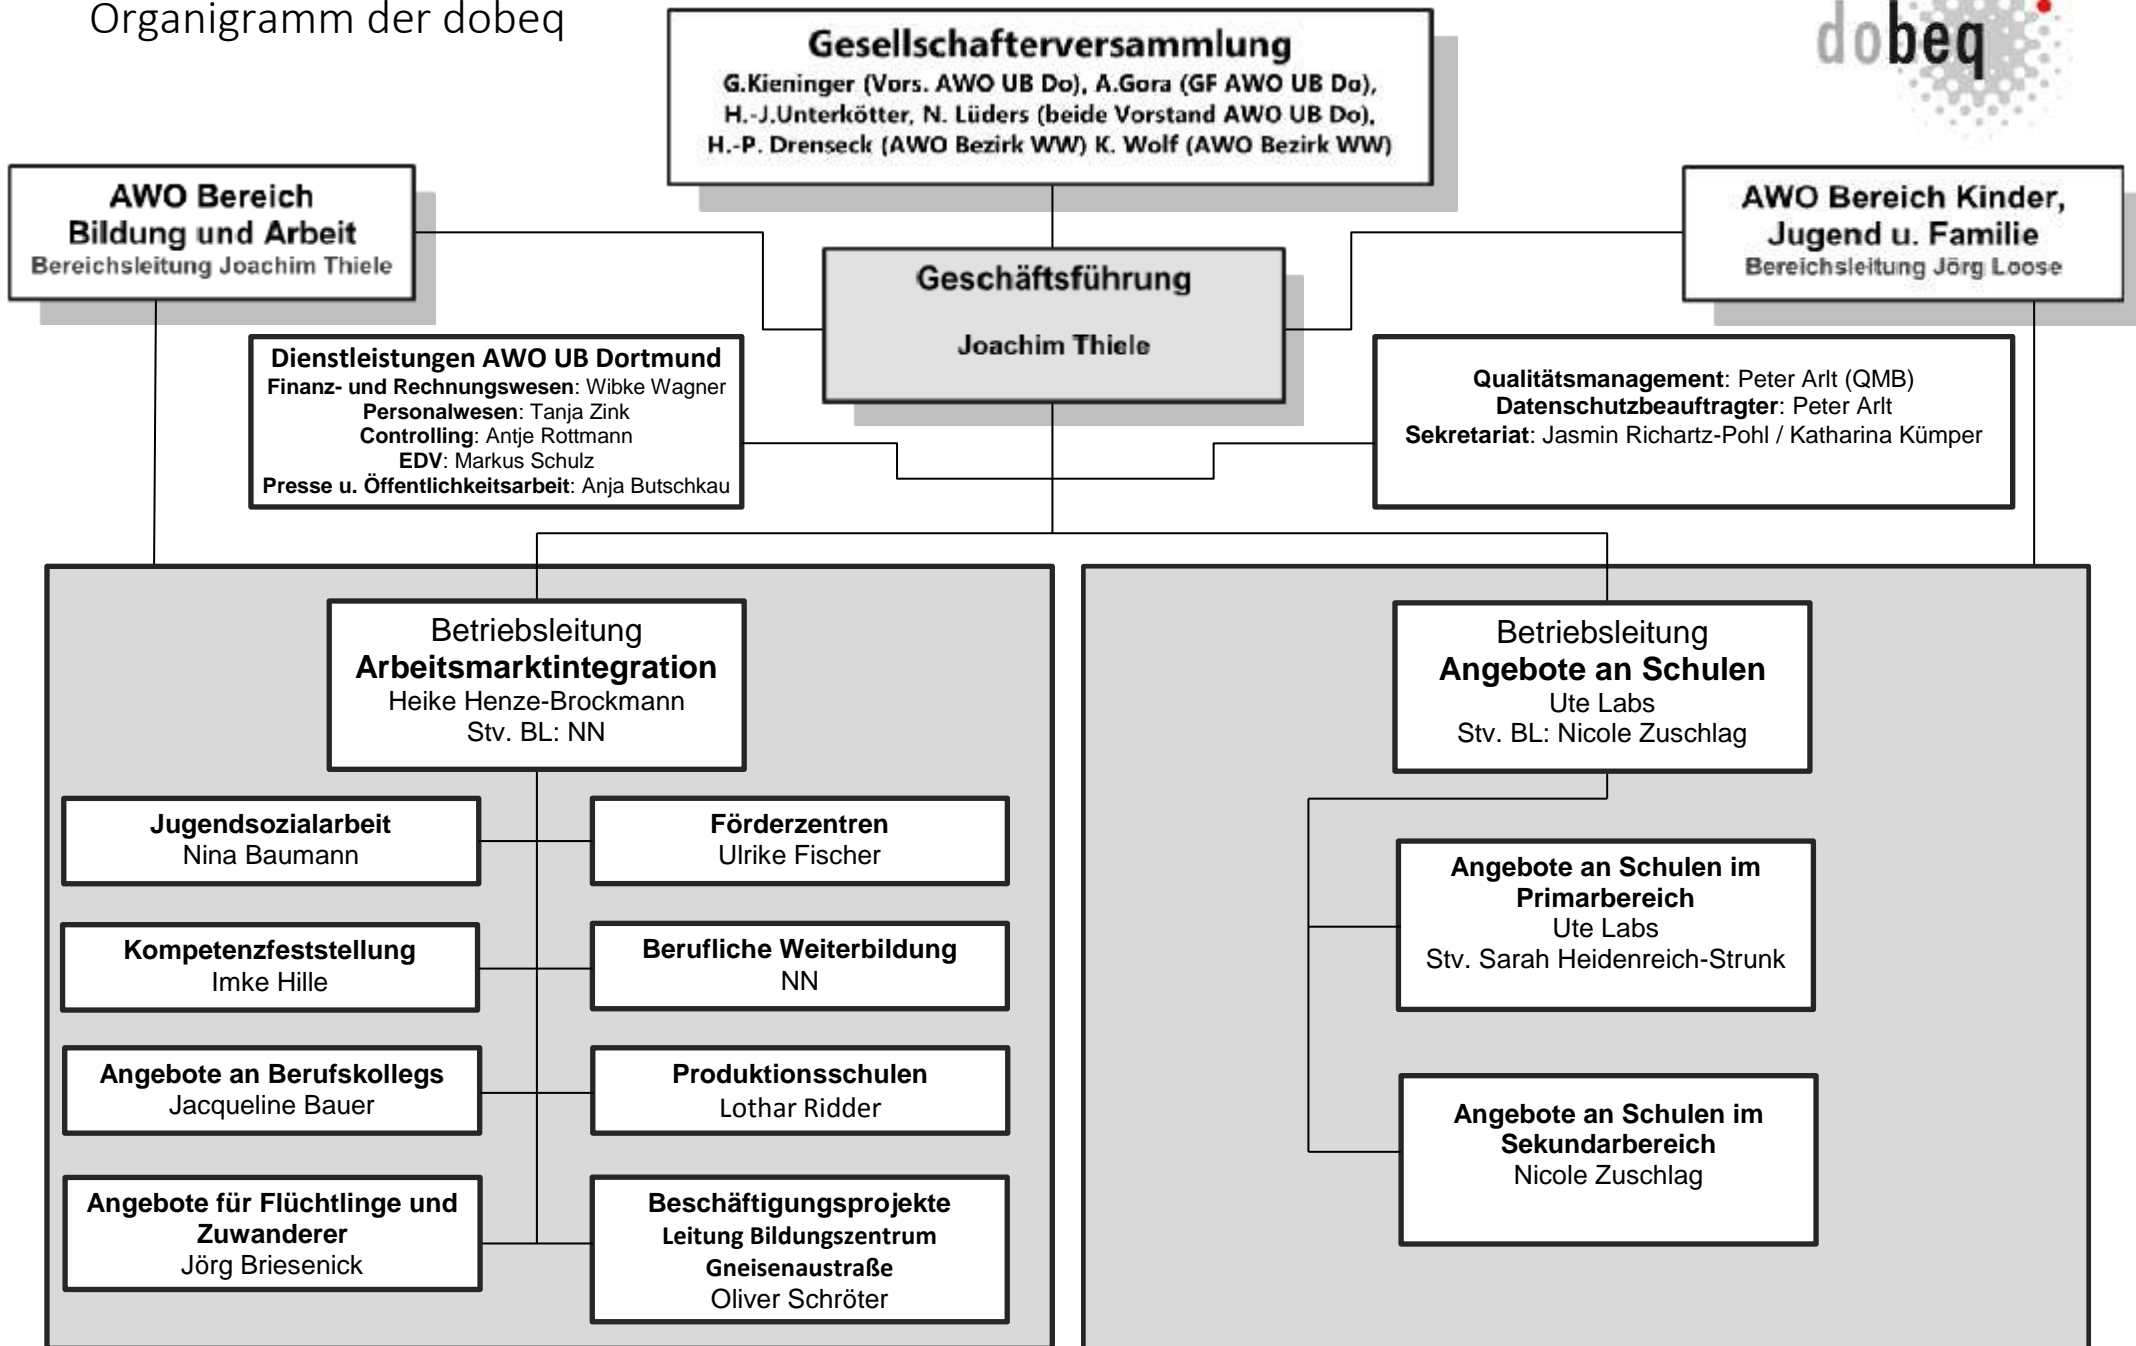 Organigramm der dobeq
dobeq
Gesellschafterversammlung
G.Kieninger (Vors. AWO UB Do), A.Gora (GF AWO UB Do),
H.-J.Unterkötter, N. Lüders (beide Vorstand AWO UB Do),
H.-P. Drenseck (AWO Bezirk WW) K. Wolf (AWO Bezirk WW)
AWO Bereich
Bildung und Arbeit
Bereichsleitung Joachim Thiele
AWO Bereich Kinder,
Jugend u. Familie
Bereichsleitung Jörg Loose
Geschäftsführung
Joachim Thiele
Dienstleistungen AWO UB Dortmund
Finanz- und Rechnungswesen: Wibke Wagner
Personalwesen: Tanja Zink
Controlling: Antje Rottmann
EDV: Markus Schulz
Presse u. Öffentlichkeitsarbeit: Anja Butschkau
Qualitätsmanagement: Peter Arlt (QMB)
Datenschutzbeauftragter: Peter Arlt
Sekretariat: Jasmin Richartz-Pohl / Katharina Kümper
Betriebsleitung
Arbeitsmarktintegration
Heike Henze-Brockmann
Stv. BL: NN
Jugendsozialarbeit
Nina Baumann
Förderzentren
Ulrike Fischer
Kompetenzfeststellung
Imke Hille
Berufliche Weiterbildung
NN
Angebote an Berufskollegs
Jacqueline Bauer
Produktionsschulen
Lothar Ridder
Angebote für Flüchtlinge und
Zuwanderer
Jörg Briesenick
Beschäftigungsprojekte
Leitung Bildungszentrum
Gneisenaustraße
Oliver Schröter
Betriebsleitung
Angebote an Schulen
Ute Labs
Stv. BL: Nicole Zuschlag
Angebote an Schulen im
Primarbereich
Ute Labs
Stv. Sarah Heidenreich-Strunk
Angebote an Schulen im
Sekundarbereich
Nicole Zuschlag